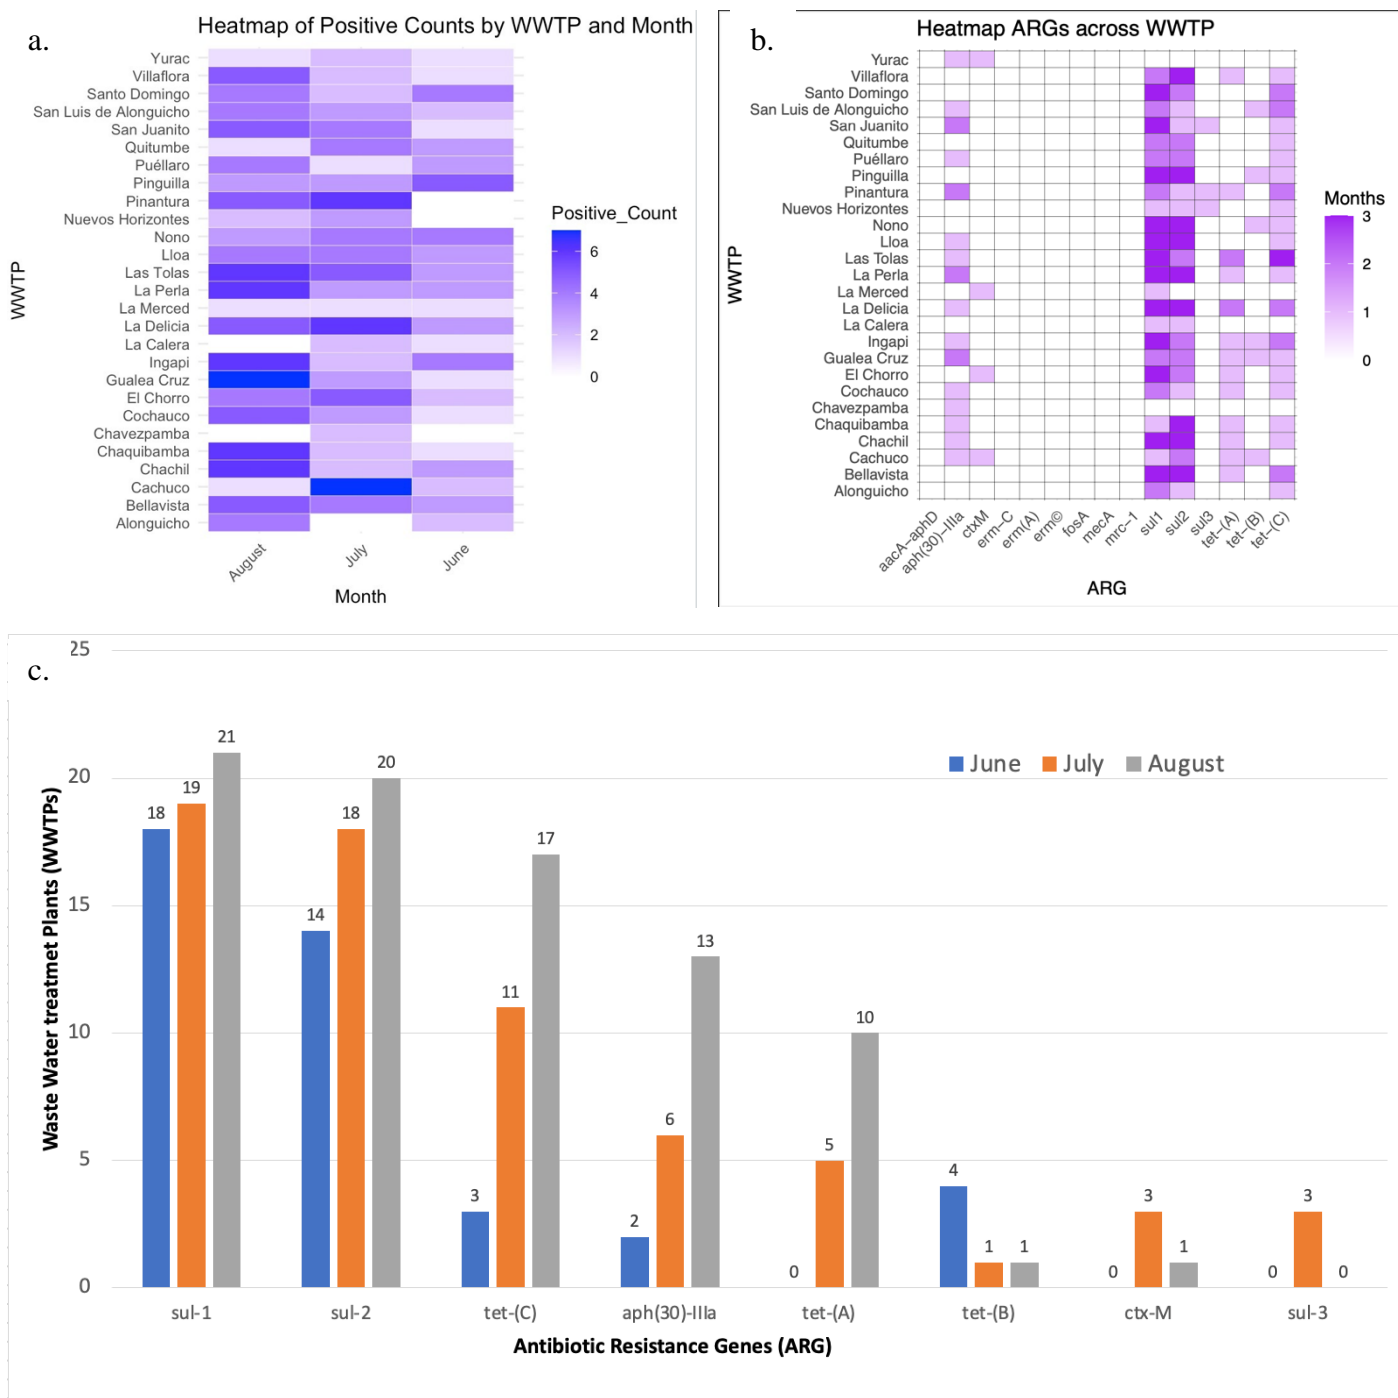 a.
Heatmap of Positive Counts by WWTP and Month
WWTP
Yurac
Villaflora
Santo Domingo
San Luis de Alonguicho
San Juanito
Quitumbe
Puéllaro
Pinguilla
Pinantura
Nuevos Horizontes
Nono
Lloa
Las Tolas
La Perla
La Merced
La Delicia
La Calera
Ingapi
Gualea Cruz
El Chorro
Cochauco
Chavezpamba
Chaquibamba
Chachil
Cachuco
Bellavista
Alonguicho
August
July
June
Month
Positive_Count
6
4
2
0
b.
Heatmap ARGs across WWTP
WWTP
Yurac
Villaflora
Santo Domingo
San Luis de Alonguicho
San Juanito
Quitumbe
Puéllaro
Pinguilla
Pinantura
Nuevos Horizontes
Nono
Lloa
Las Tolas
La Perla
La Merced
La Delicia
La Calera
Ingapi
Gualea Cruz
El Chorro
Cochauco
Chavezpamba
Chaquibamba
Chachil
Cachuco
Bellavista
Alonguicho
aacA-aphD
aph(30)-IIIa
ctxM
erm-C
erm(A)
erm©
fosA
mecA
mrc-1
sul1
sul2
sul3
tet-(A)
tet-(B)
tet-(C)
ARG
Months
3
2
1
0
c.
Waste Water treatmet Plants (WWTPs)
25
20
15
10
5
0
June
July
August
18
19
21
14
18
20
3
11
17
2
6
13
0
5
10
4
1
1
0
3
1
0
3
0
sul-1
sul-2
tet-(C)
aph(30)-IIIa
tet-(A)
tet-(B)
ctx-M
sul-3
Antibiotic Resistance Genes (ARG)